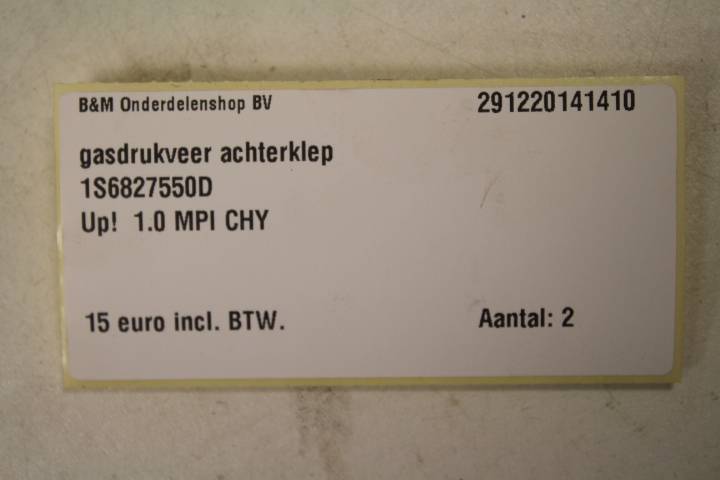 B&M Onderdelenshop BV 291220141410
gasdrukveer achterklep
1S6827550D
Up! 1.0 MPI CHY
15 euro incl. BTW. Aantal: 2